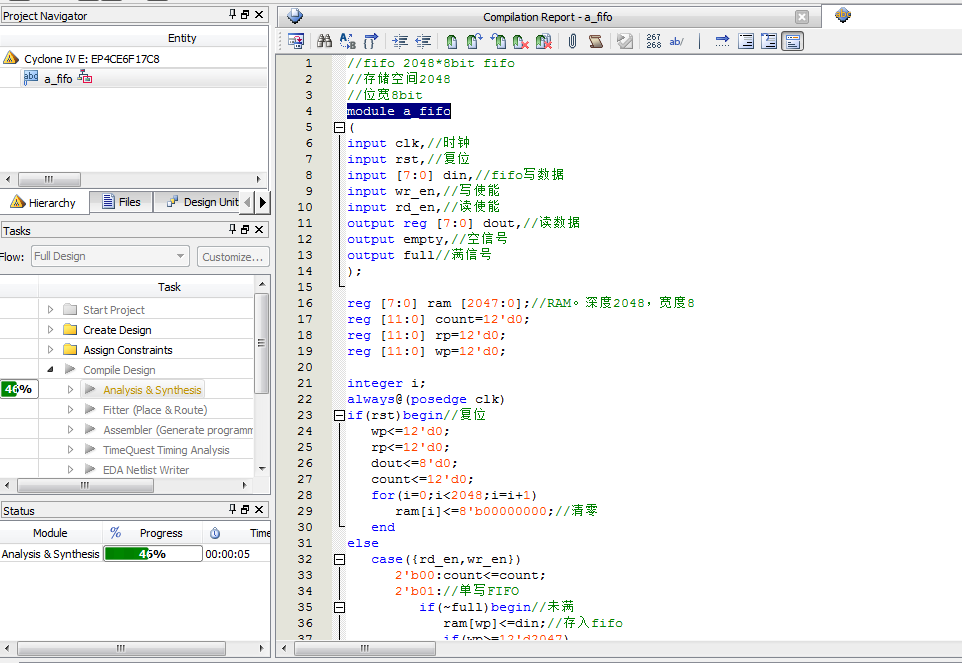 Project Navigator
Entity
Cyclone IV E: EP4CE6F17C8
a_fifo
Hierarchy
Files
Design Unit
Tasks
Flow:
Full Design
Customize...
Task
Start Project
Create Design
Assign Constraints
Compile Design
46%
Analysis & Synthesis
Fitter (Place & Route)
Assembler (Generate programm
TimeQuest Timing Analysis
EDA Netlist Writer
Status
Module
%
Progress
Time
Analysis & Synthesis
46%
00:00:05
Compilation Report - a_fifo
267
268
ab/
1 //fifo 2048*8bit fifo
2 //存储空间2048
3 //位宽8bit
4 module a_fifo
5 (
6 input clk,//时钟
7 input rst,//复位
8 input [7:0] din,//fifo写数据
9 input wr_en,//写使能
10 input rd_en,//读使能
11 output reg [7:0] dout,//读数据
12 output empty,//空信号
13 output full//满信号
14 );
15
16 reg [7:0] ram [2047:0];//RAM。深度2048，宽度8
17 reg [11:0] count=12'd0;
18 reg [11:0] rp=12'd0;
19 reg [11:0] wp=12'd0;
20
21 integer i;
22 always@(posedge clk)
23 if(rst)begin//复位
24 wp<=12'd0;
25 rp<=12'd0;
26 dout<=8'd0;
27 count<=12'd0;
28 for(i=0;i<2048;i=i+1)
29 ram[i]<=8'b00000000;//清零
30 end
31 else
32 case({rd_en,wr_en})
33 2'b00:count<=count;
34 2'b01://单写FIFO
35 if(~full)begin//未满
36 ram[wp]<=din;//存入fifo
37 if(wp>=12'd2047)